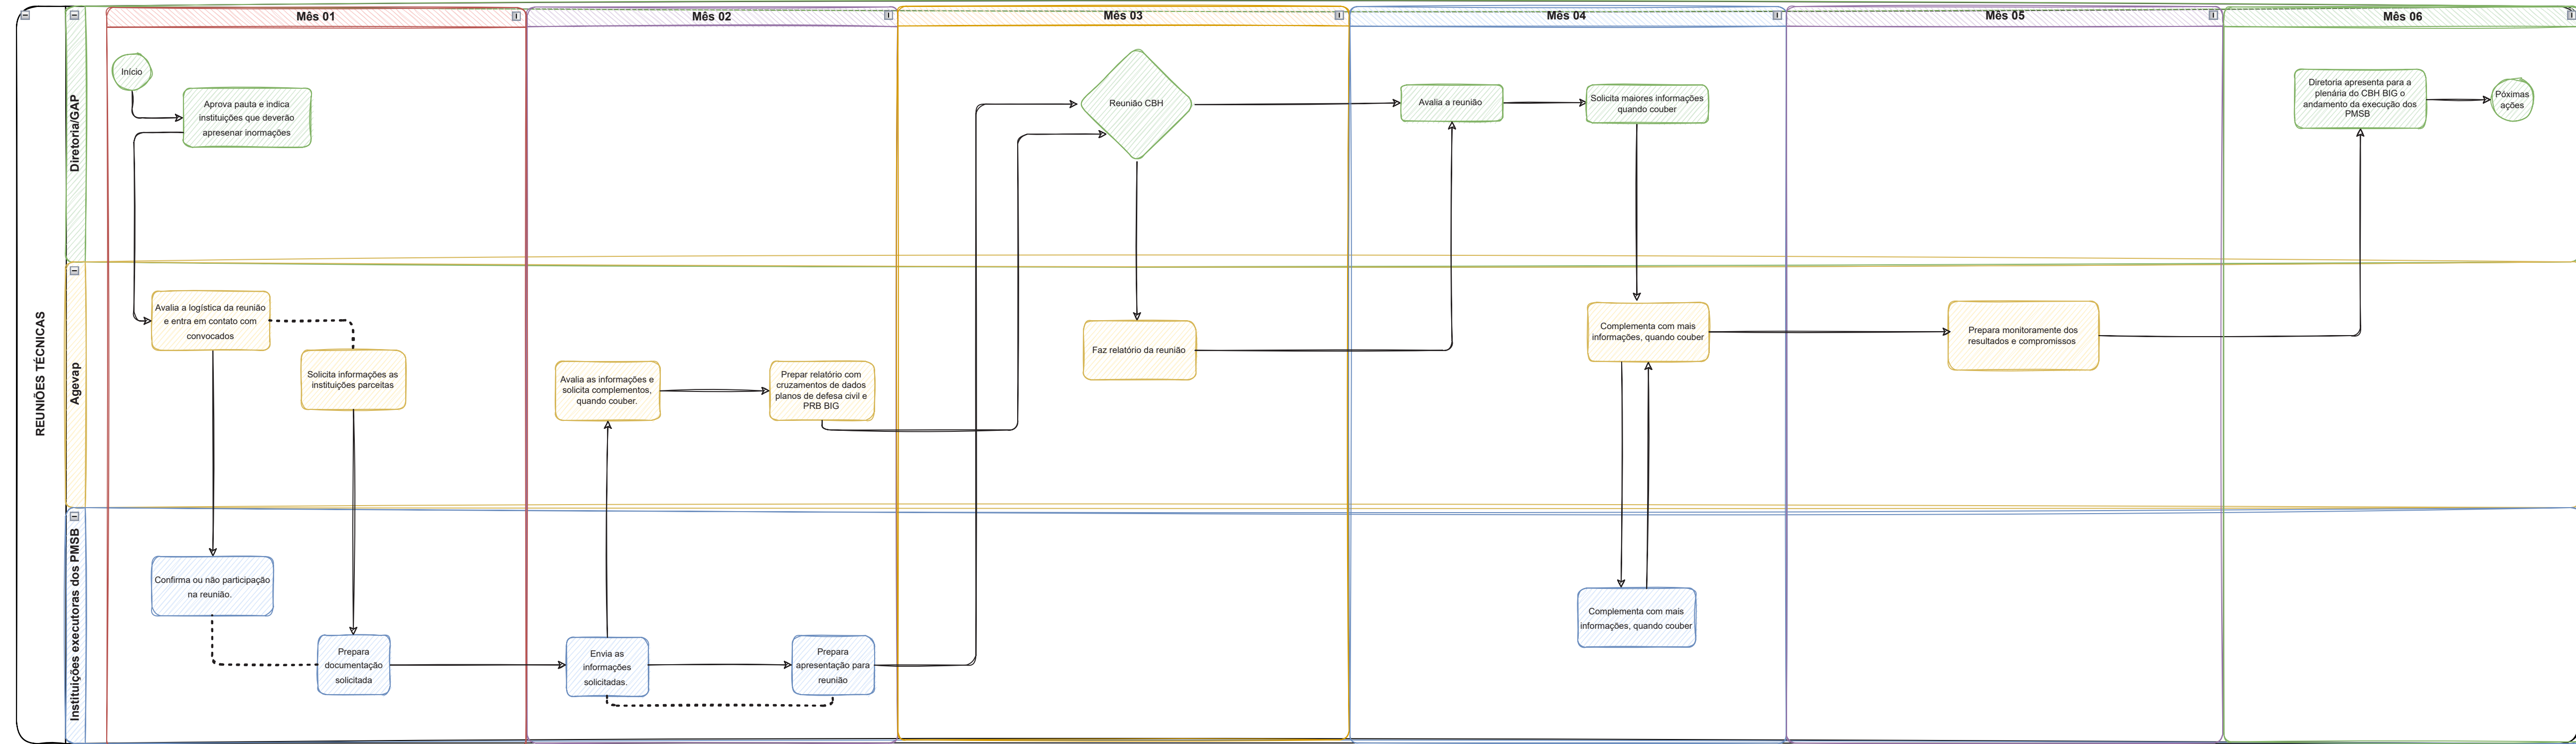 Mês 01
Mês 02
Mês 03
Mês 04
Mês 05
Mês 06
REUNIÕES TÉCNICAS
Diretoria/GAP
Início
Aprova pauta e indica
instituições que deverão
apresenar inormações
Reunião CBH
Avalia a reunião
Solicita maiores informações
quando couber
Diretoria apresenta para a
plenária do CBH BIG o
andamento da execução dos
PMSB
Póximas
ações
Agevap
Avalia a logística da reunião
e entra em contato com
convocados
Solicita informações as
instituições parceitas
Avalia as informações e
solicita complementos,
quando couber.
Prepar relatório com
cruzamentos de dados
planos de defesa civil e
PRB BIG
Faz relatório da reunião
Complementa com mais
informações, quando couber
Prepara monitoramente dos
resultados e compromissos
Instituições executoras dos PMSB
Confirma ou não participação
na reunião.
Prepara
documentação
solicitada
Envia as
informações
solicitadas.
Prepara
apresentação para
reunião
Complementa com mais
informações, quando couber